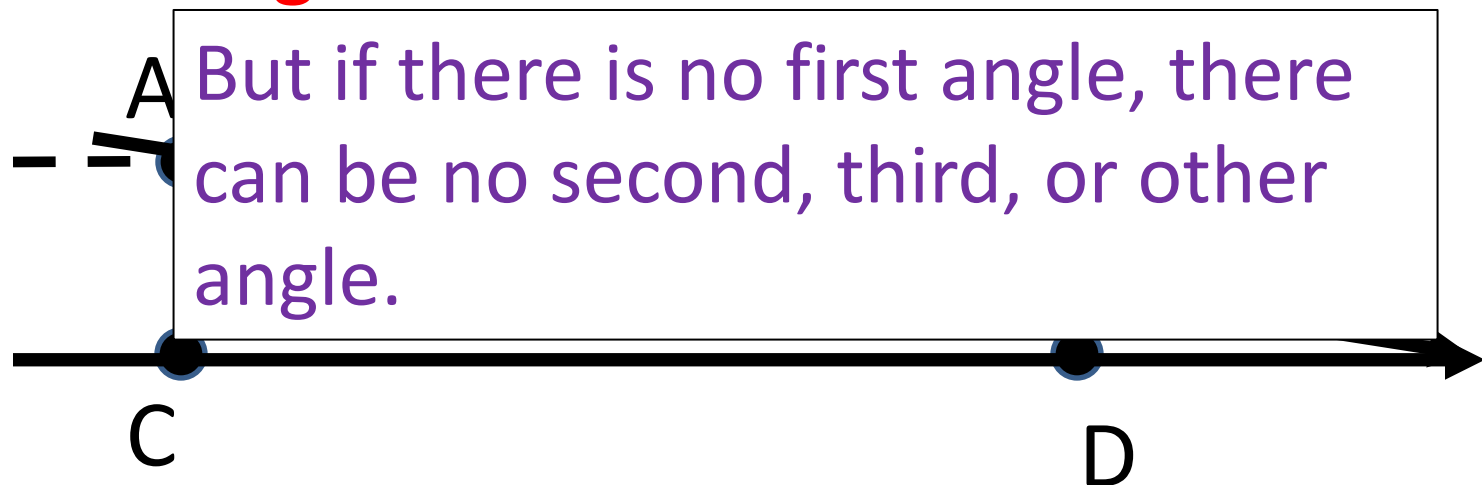 A
But if there is no first angle, there
can be no second, third, or other
angle.
C
D